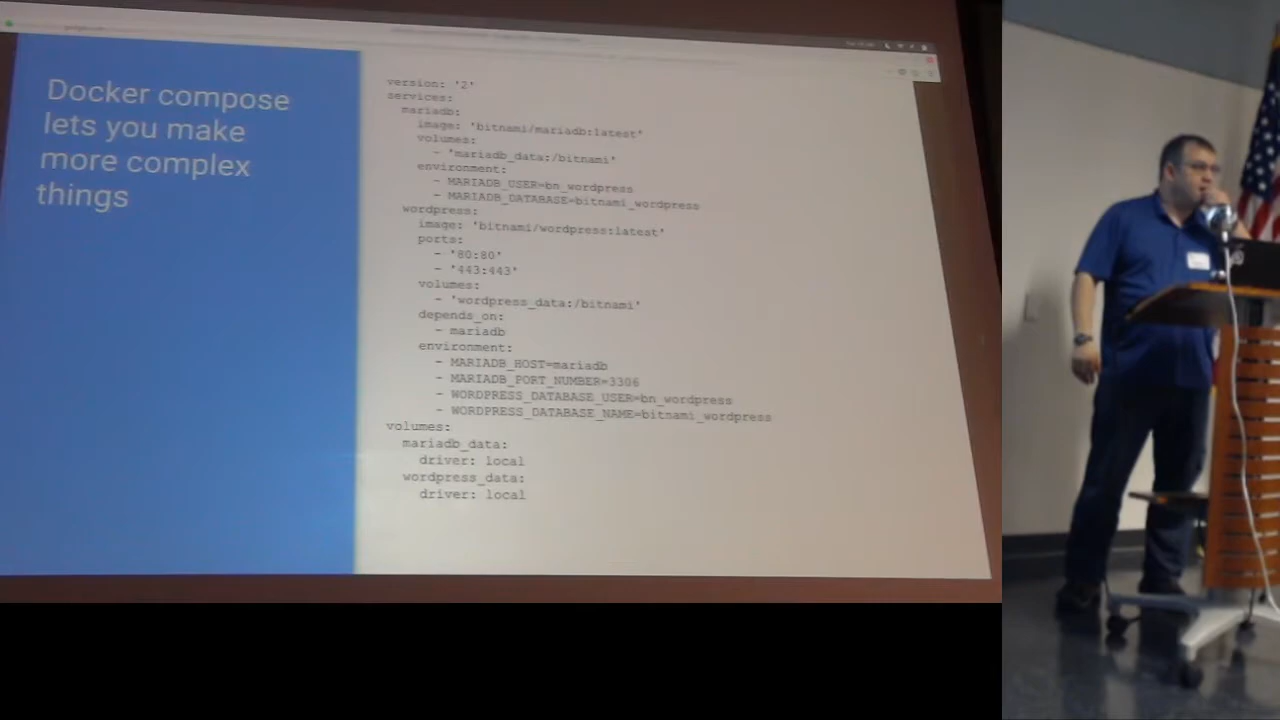 Docker compose
lets you make
more complex
things
version: '2'
services:
  mariadb:
    image: 'bitnami/mariadb:latest'
    volumes:
      - 'mariadb_data:/bitnami'
    environment:
      - MARIADB_USER=bn_wordpress
      - MARIADB_DATABASE=bitnami_wordpress
  wordpress:
    image: 'bitnami/wordpress:latest'
    ports:
      - '80:80'
      - '443:443'
    volumes:
      - 'wordpress_data:/bitnami'
    depends_on:
      - mariadb
    environment:
      - MARIADB_HOST=mariadb
      - MARIADB_PORT_NUMBER=3306
      - WORDPRESS_DATABASE_USER=bn_wordpress
      - WORDPRESS_DATABASE_NAME=bitnami_wordpress
volumes:
  mariadb_data:
    driver: local
  wordpress_data:
    driver: local